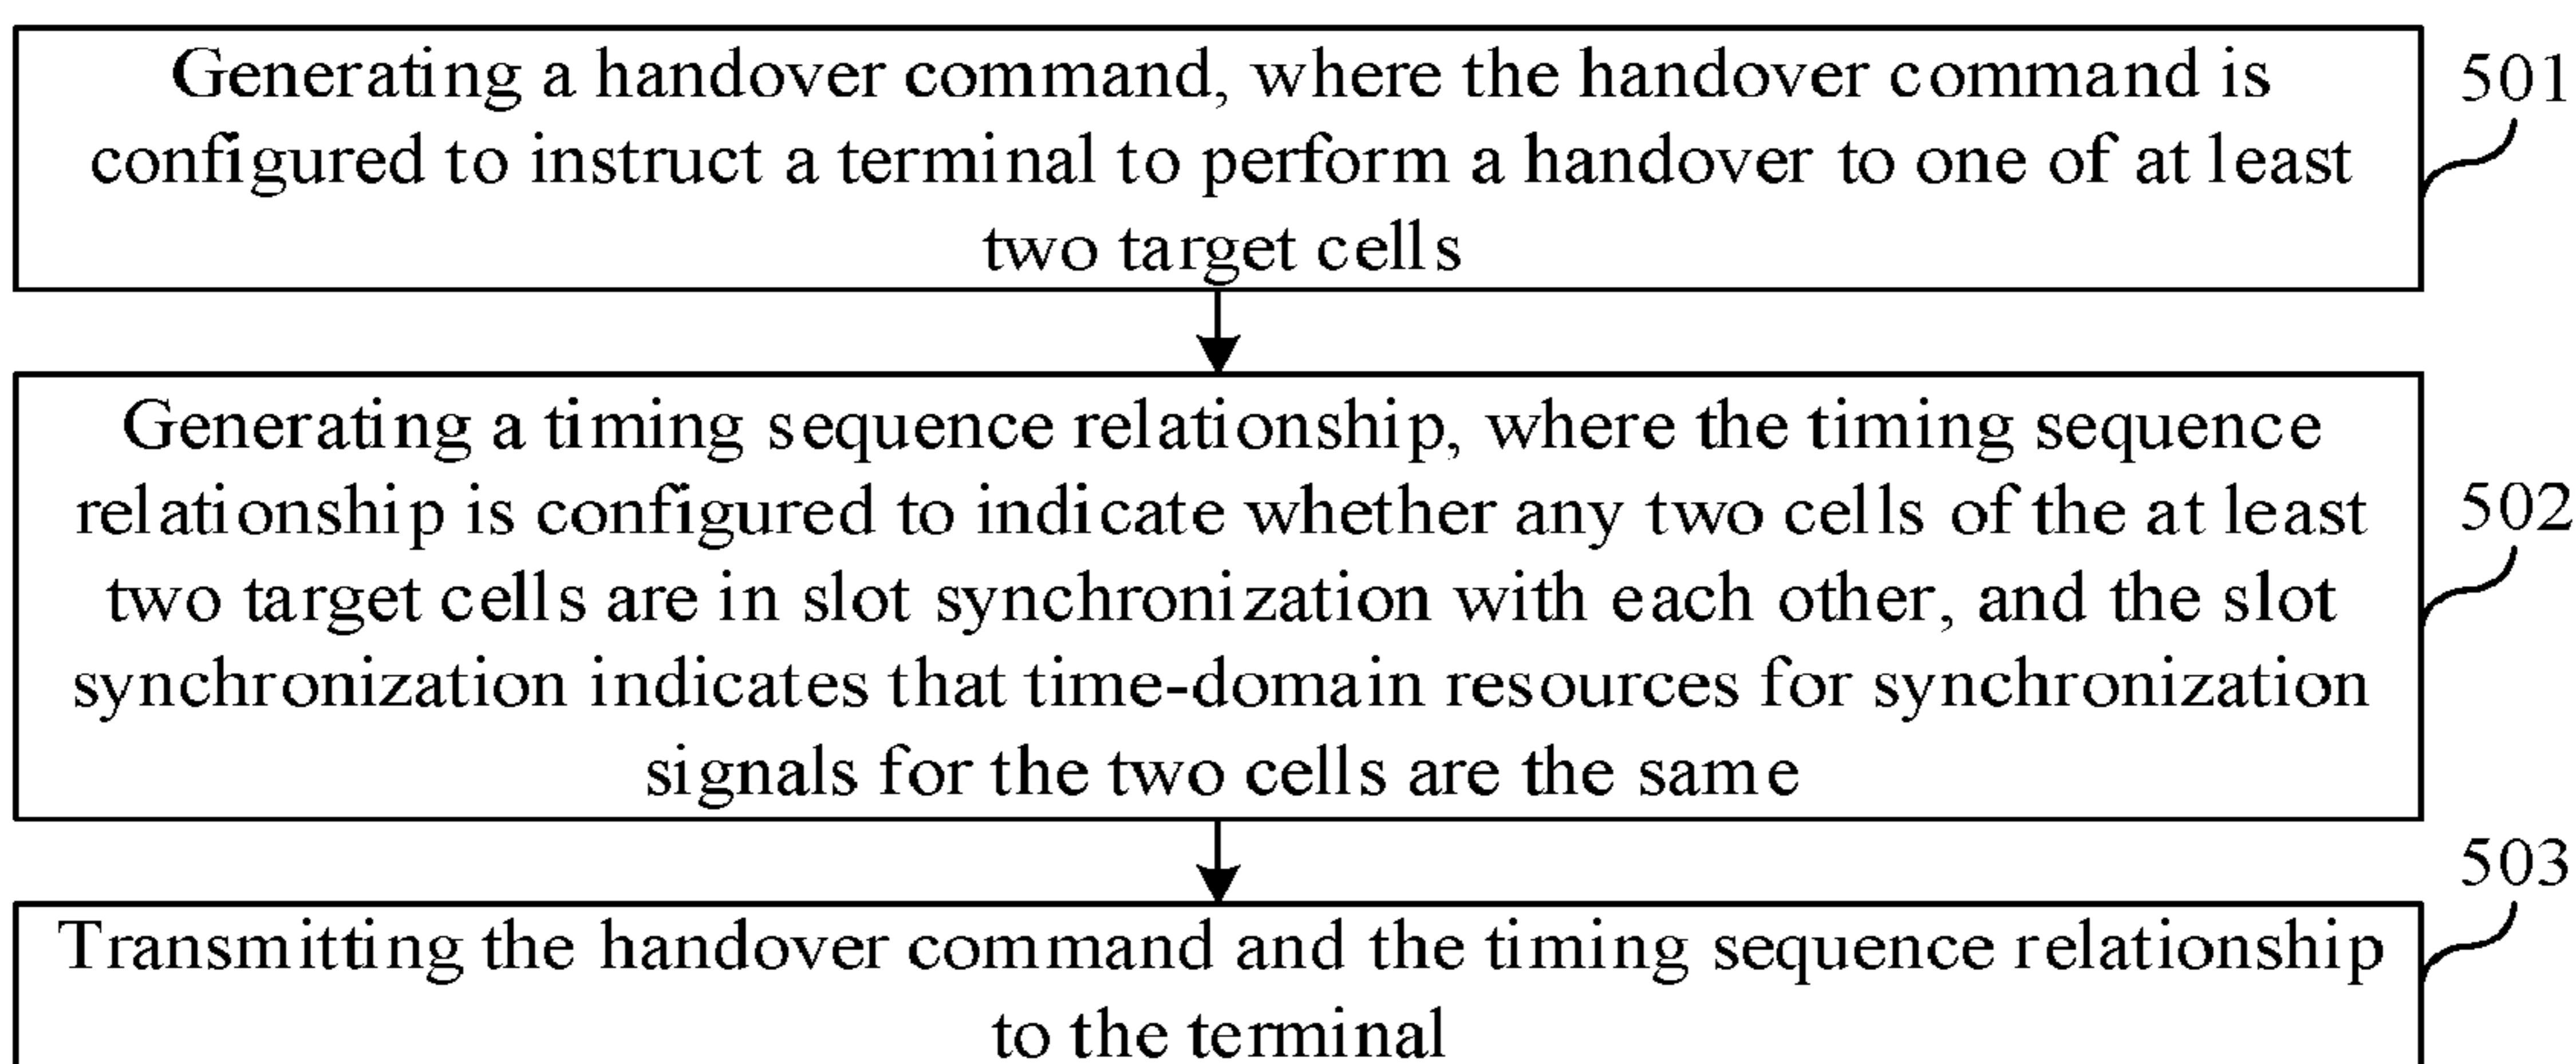 Generating a handover command, where the handover command is
configured to instruct a terminal to perform a handover to one of at least
two target cells
501
Generating a timing sequence relationship, where the timing sequence
relationship is configured to indicate whether any two cells of the at least
two target cells are in slot synchronization with each other, and the slot
synchronization indicates that time-domain resources for synchronization
signals for the two cells are the same
502
Transmitting the handover command and the timing sequence relationship
to the terminal
503